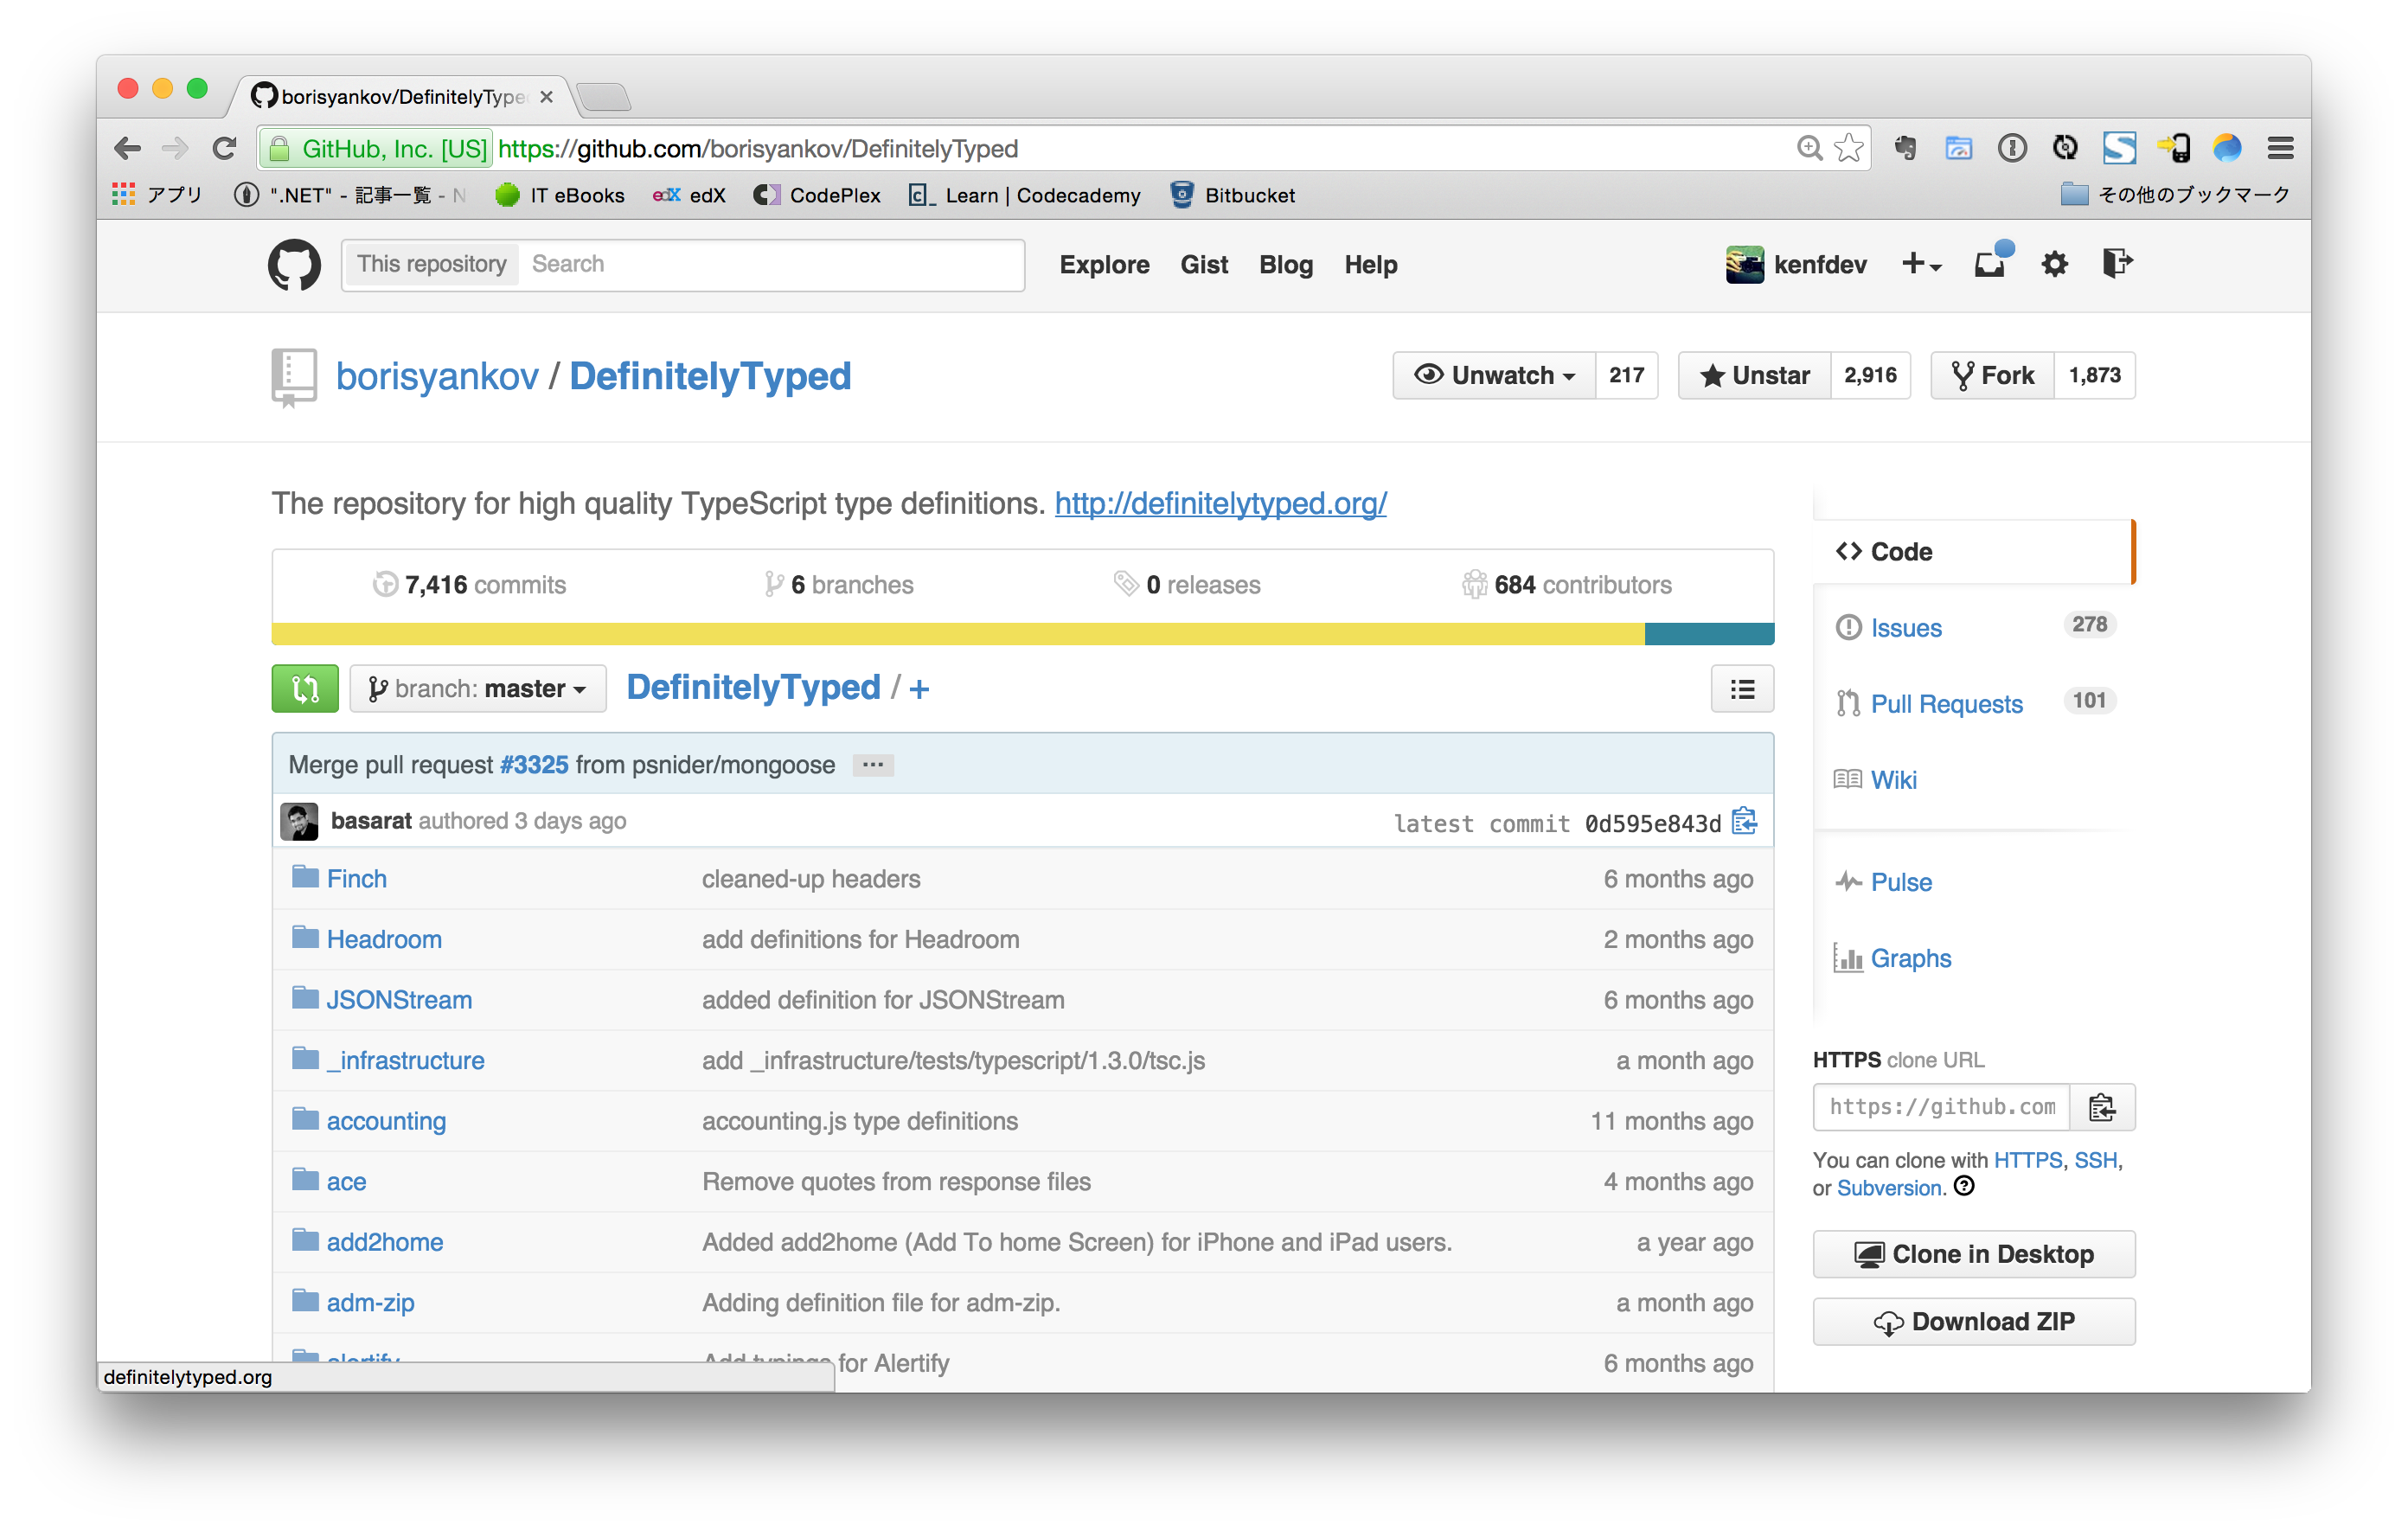 borisyankov/DefinitelyType
GitHub, Inc. [US] https://github.com/borisyankov/DefinitelyTyped
アプリ ".NET" - 記事一覧 - N IT eBooks edX edX CodePlex Learn | Codecademy Bitbucket その他のブックマーク
This repository Search Explore Gist Blog Help kenfdev
borisyankov / DefinitelyTyped Unwatch 217 Unstar 2,916 Fork 1,873
The repository for high quality TypeScript type definitions. http://definitelytyped.org/
7,416 commits 6 branches 0 releases 684 contributors
branch: master DefinitelyTyped / +
Merge pull request #3325 from psnider/mongoose ...
basarat authored 3 days ago latest commit 0d595e843d
Finch cleaned-up headers 6 months ago
Headroom add definitions for Headroom 2 months ago
JSONStream added definition for JSONStream 6 months ago
_infrastructure add _infrastructure/tests/typescript/1.3.0/tsc.js a month ago
accounting accounting.js type definitions 11 months ago
ace Remove quotes from response files 4 months ago
add2home Added add2home (Add To home Screen) for iPhone and iPad users. a year ago
adm-zip Adding definition file for adm-zip. a month ago
alertify Add typings for Alertify 6 months ago
definitelytyped.org
Code
Issues 278
Pull Requests 101
Wiki
Pulse
Graphs
HTTPS clone URL
https://github.com
You can clone with HTTPS, SSH,
or Subversion.
Clone in Desktop
Download ZIP